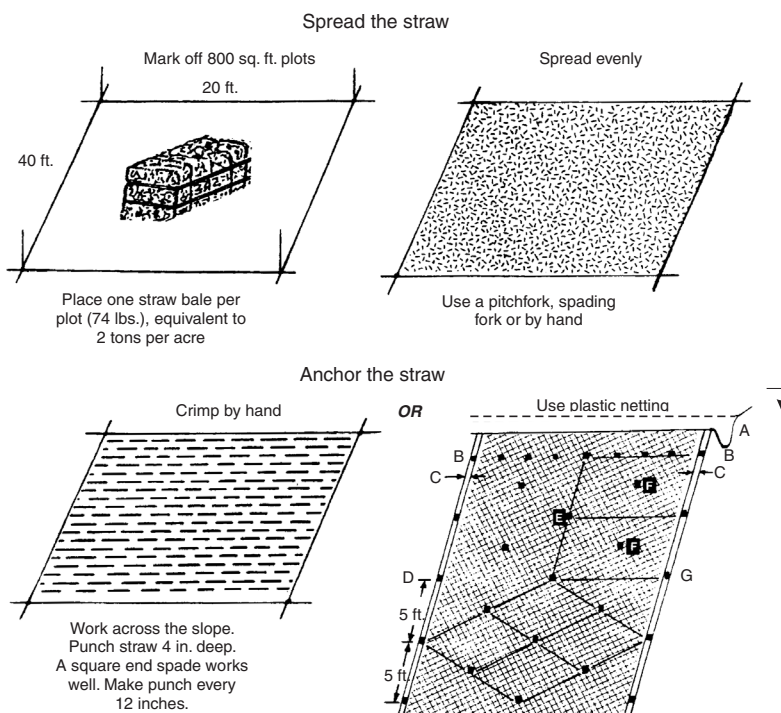 Spread the straw
Mark off 800 sq. ft. plots
20 ft.
40 ft.
Place one straw bale per
plot (74 lbs.), equivalent to
2 tons per acre
Spread evenly
Use a pitchfork, spading
fork or by hand
Anchor the straw
Crimp by hand
Work across the slope.
Punch straw 4 in. deep.
A square end spade works
well. Make punch every
12 inches.
OR
Use plastic netting
A
B
B
C
C
F
E
F
D
G
5 ft.
5 ft